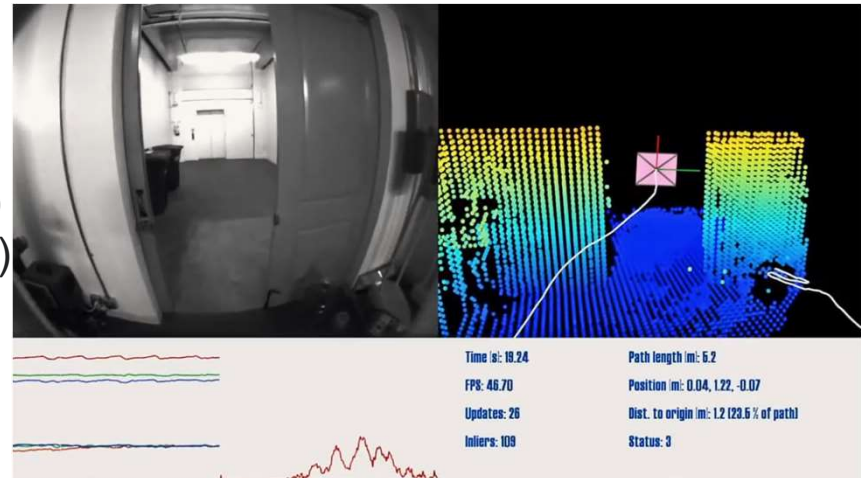 )
Time [s]: 19.24
Path length [m]: 5.2
FPS: 46.70
Position [m]: 0.04, 1.22, -0.07
Updates: 26
Dist. to origin [m]: 1.2 [23.5 % of path]
Inliers: 109
Status: 3